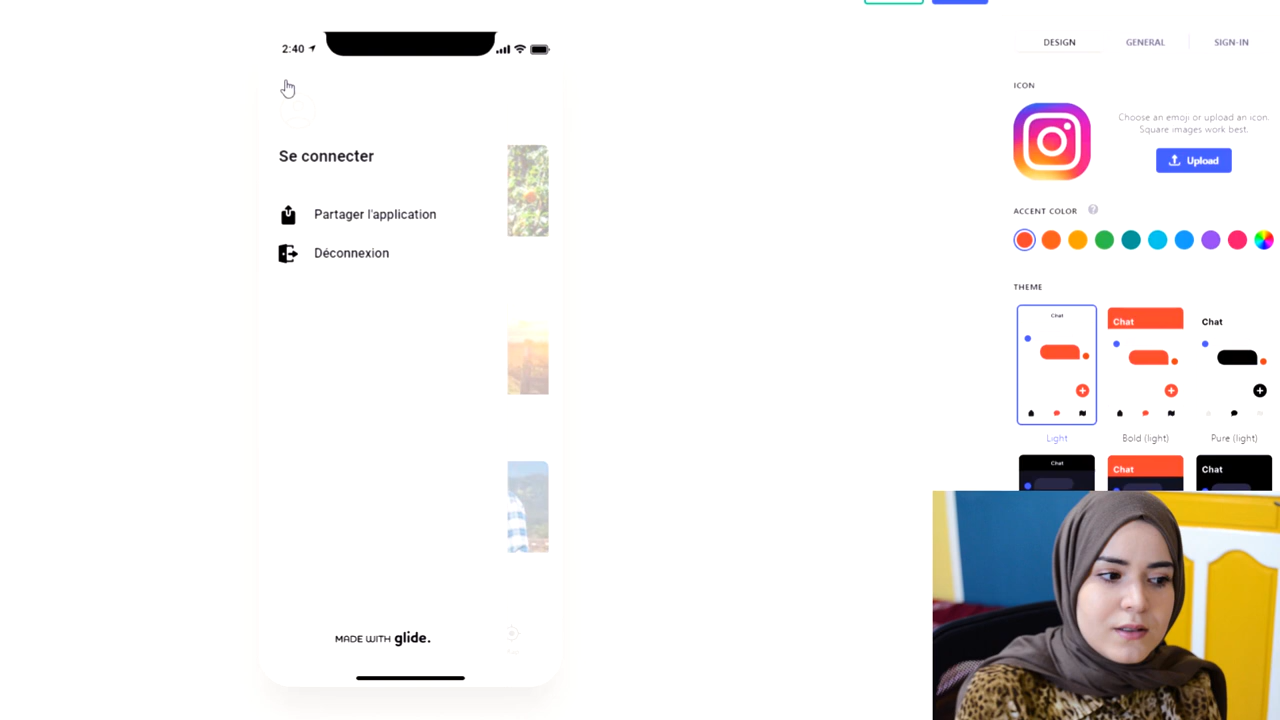 2:40
Se connecter
Partager l'application
Déconnexion
MADE WITH glide.
DESIGN
GENERAL
SIGN-IN
ICON
Choose an emoji or upload an icon.
Square images work best.
Upload
ACCENT COLOR
?
THEME
Chat
Chat
Chat
Light
Bold (light)
Pure (light)
Chat
Chat
Chat